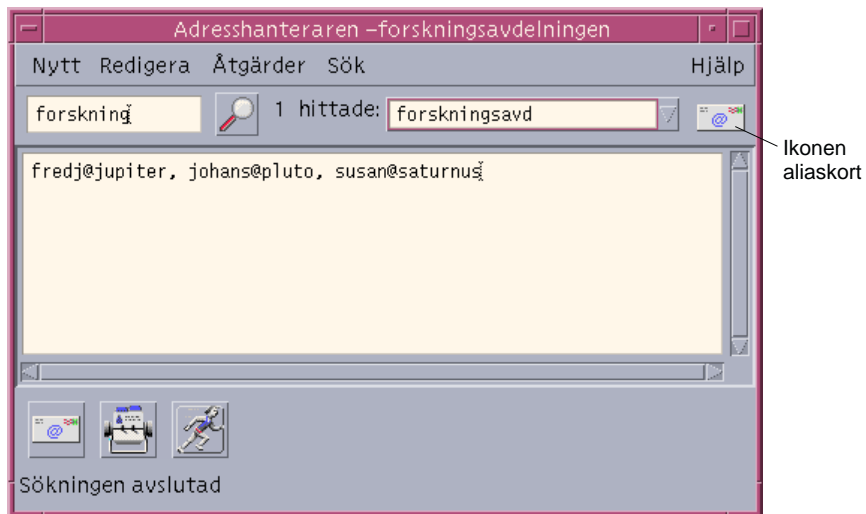 Adresshanteraren –forskningsavdelningen
Nytt Redigera Åtgärder Sök Hjälp
forskning 1 hittade: forskningsavd
Ikonen
aliaskort
fredj@jupiter, johans@pluto, susan@saturnus
Sökningen avslutad